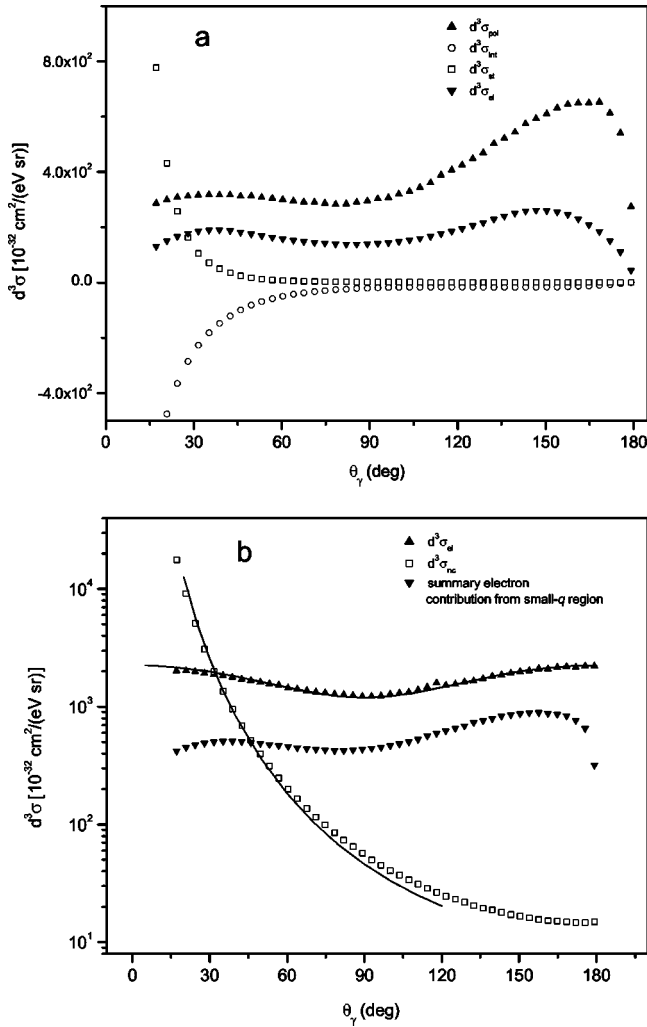 a
d³σpol
d³σint
d³σst
d³σel
8.0x10²
4.0x10²
0.0
-4.0x10²
d³σ [10⁻³² cm²/(eV sr)]
0 30 60 90 120 150 180
θγ (deg)
b
d³σel
d³σnc
summary electron
contribution from small-q region
10⁴
10³
10²
10¹
d³σ [10⁻³² cm²/(eV sr)]
0 30 60 90 120 150 180
θγ (deg)